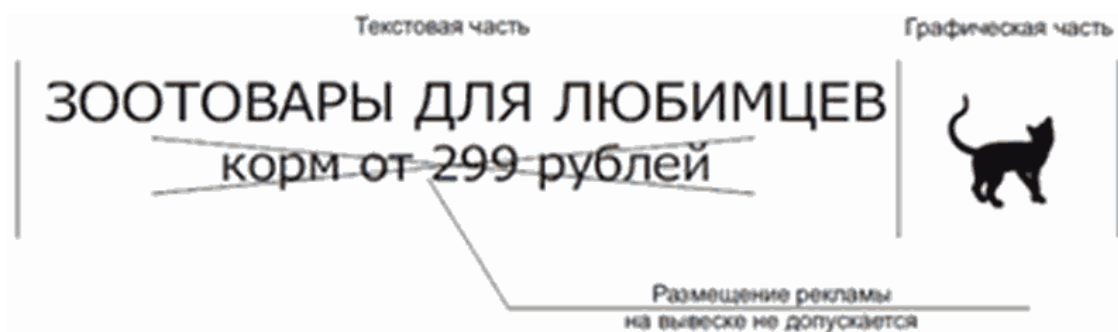 Текстовая часть
Графическая часть
ЗООТОВАРЫ ДЛЯ ЛЮБИМЦЕВ
корм от 299 рублей
Размещение рекламы
на вывеске не допускается